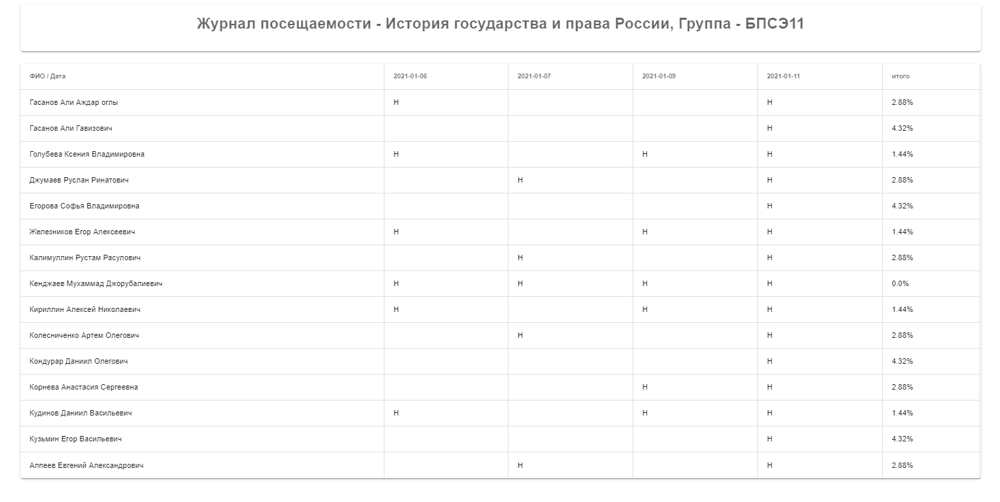 Журнал посещаемости - История государства и права России, Группа - БПСЭ11
ФИО / Дата 2021-01-06 2021-01-07 2021-01-09 2021-01-11 итого
Гасанов Али Аждар оглы Н Н 2.88%
Гасанов Али Гавизович Н 4.32%
Голубева Ксения Владимировна Н Н Н 1.44%
Джумаев Руслан Ринатович Н Н 2.88%
Егорова Софья Владимировна Н 4.32%
Железников Егор Алексеевич Н Н Н 1.44%
Калимуллин Рустам Расулович Н Н 2.88%
Кенджаев Мухаммад Джорубалиевич Н Н Н Н 0.0%
Кириллин Алексей Николаевич Н Н Н 1.44%
Колесниченко Артем Олегович Н Н 2.88%
Кондурар Даниил Олегович Н 4.32%
Корнева Анастасия Сергеевна Н Н 2.88%
Кудинов Даниил Васильевич Н Н Н 1.44%
Кузьмин Егор Васильевич Н 4.32%
Алпеев Евгений Александрович Н Н 2.88%